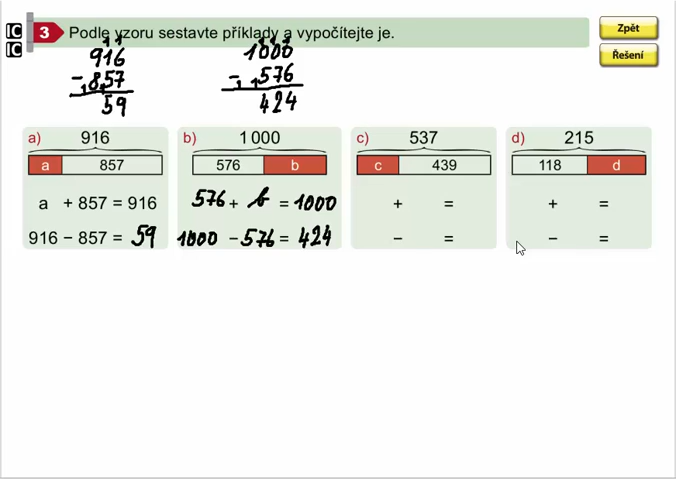 3 Podle vzoru sestavte příklady a vypočítejte je.
Zpět
Řešení
916
- 857
59
1000
- 576
424
a) 916
a 857
a + 857 = 916
916 − 857 = 59
b) 1 000
576 b
576 + b = 1000
1000 − 576 = 424
c) 537
c 439
+ =
− =
d) 215
118 d
+ =
− =